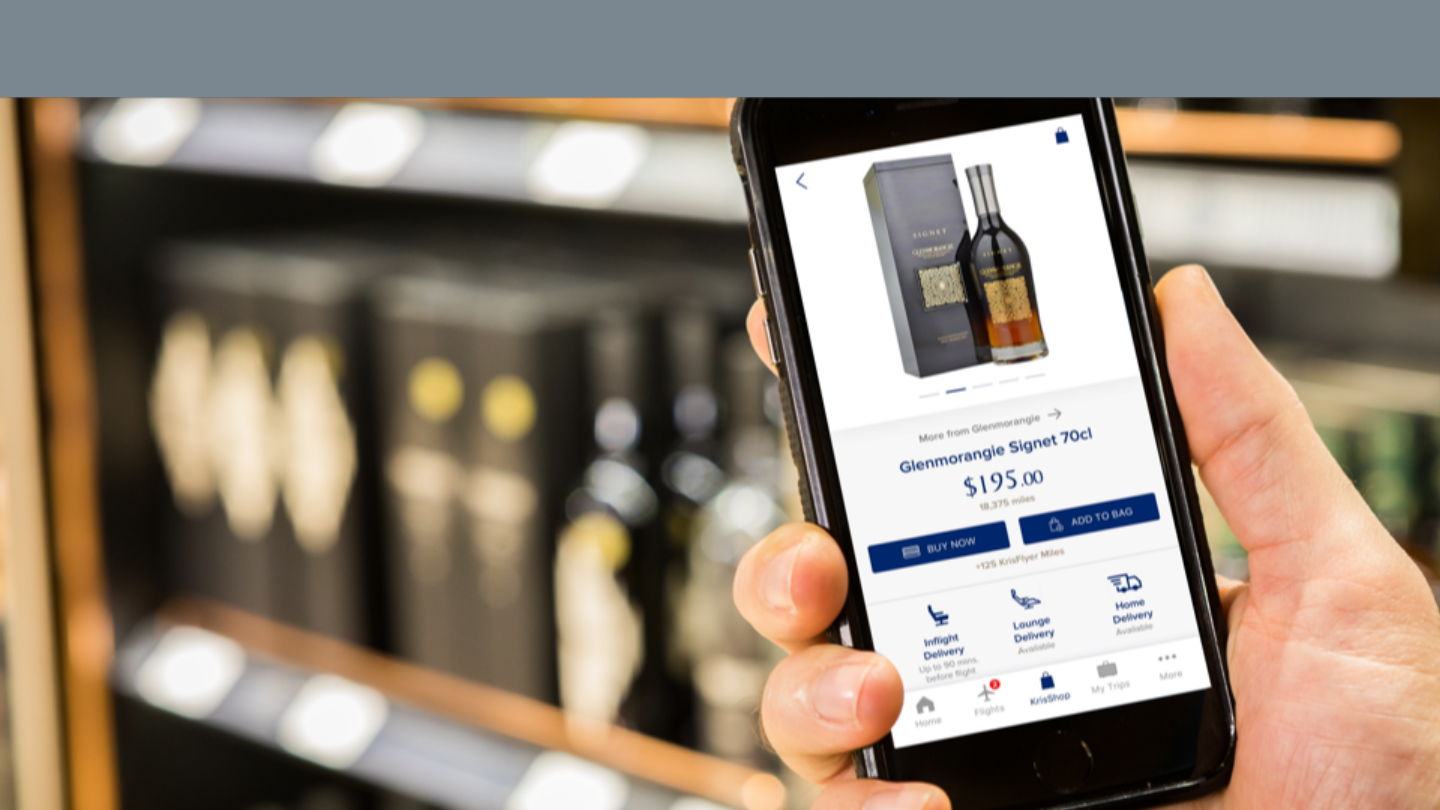 SIGNET
GLENMORANGIE
SIGNET
GLENMORANGIE
More from Glenmorangie →
Glenmorangie Signet 70cl
$195.00
18,375 miles
BUY NOW
ADD TO BAG
+125 KrisFlyer Miles
Inflight
Delivery
Up to 90 mins.
before flight
Lounge
Delivery
Available
Home
Delivery
Available
Home
Flights
KrisShop
My Trips
More